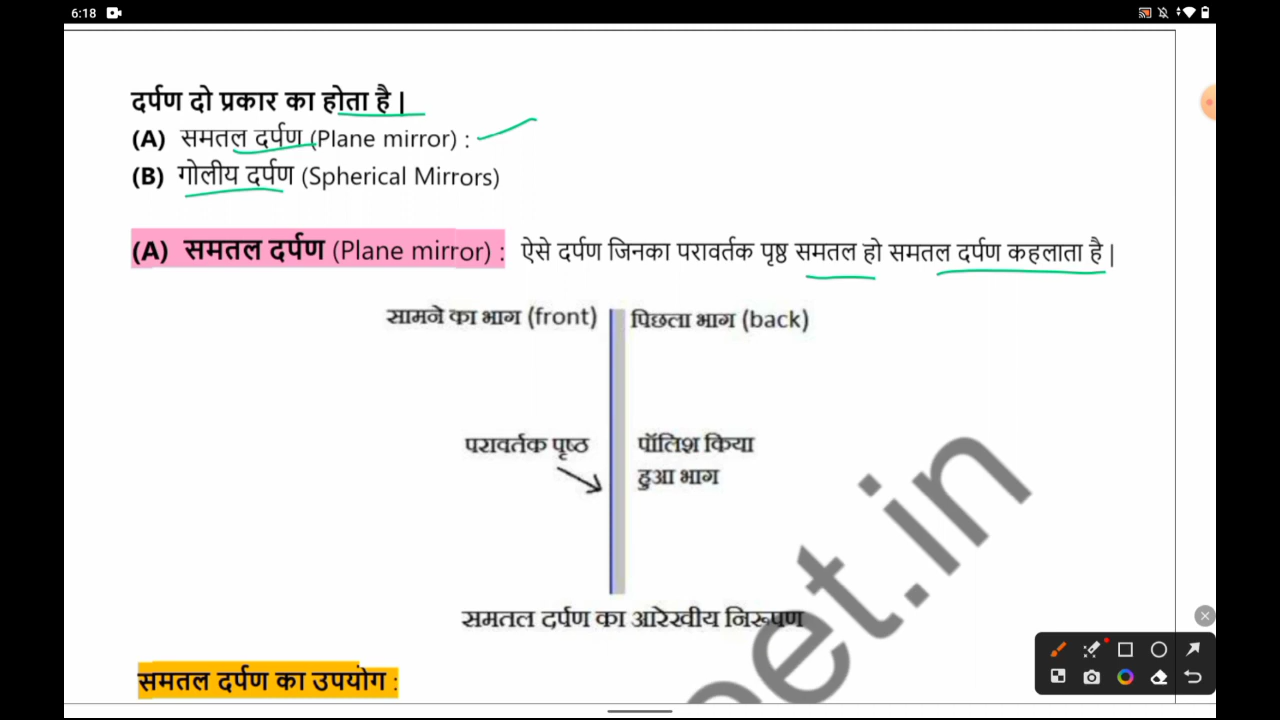 6:18
दर्पण दो प्रकार का होता है |
(A) समतल दर्पण (Plane mirror) :
(B) गोलीय दर्पण (Spherical Mirrors)
(A) समतल दर्पण (Plane mirror) : ऐसे दर्पण जिनका परावर्तक पृष्ठ समतल हो समतल दर्पण कहलाता है |
सामने का भाग (front) पिछला भाग (back)
परावर्तक पृष्ठ पॉलिश किया
हुआ भाग
समतल दर्पण का आरेखीय निरूपण
et.in
समतल दर्पण का उपयोग :